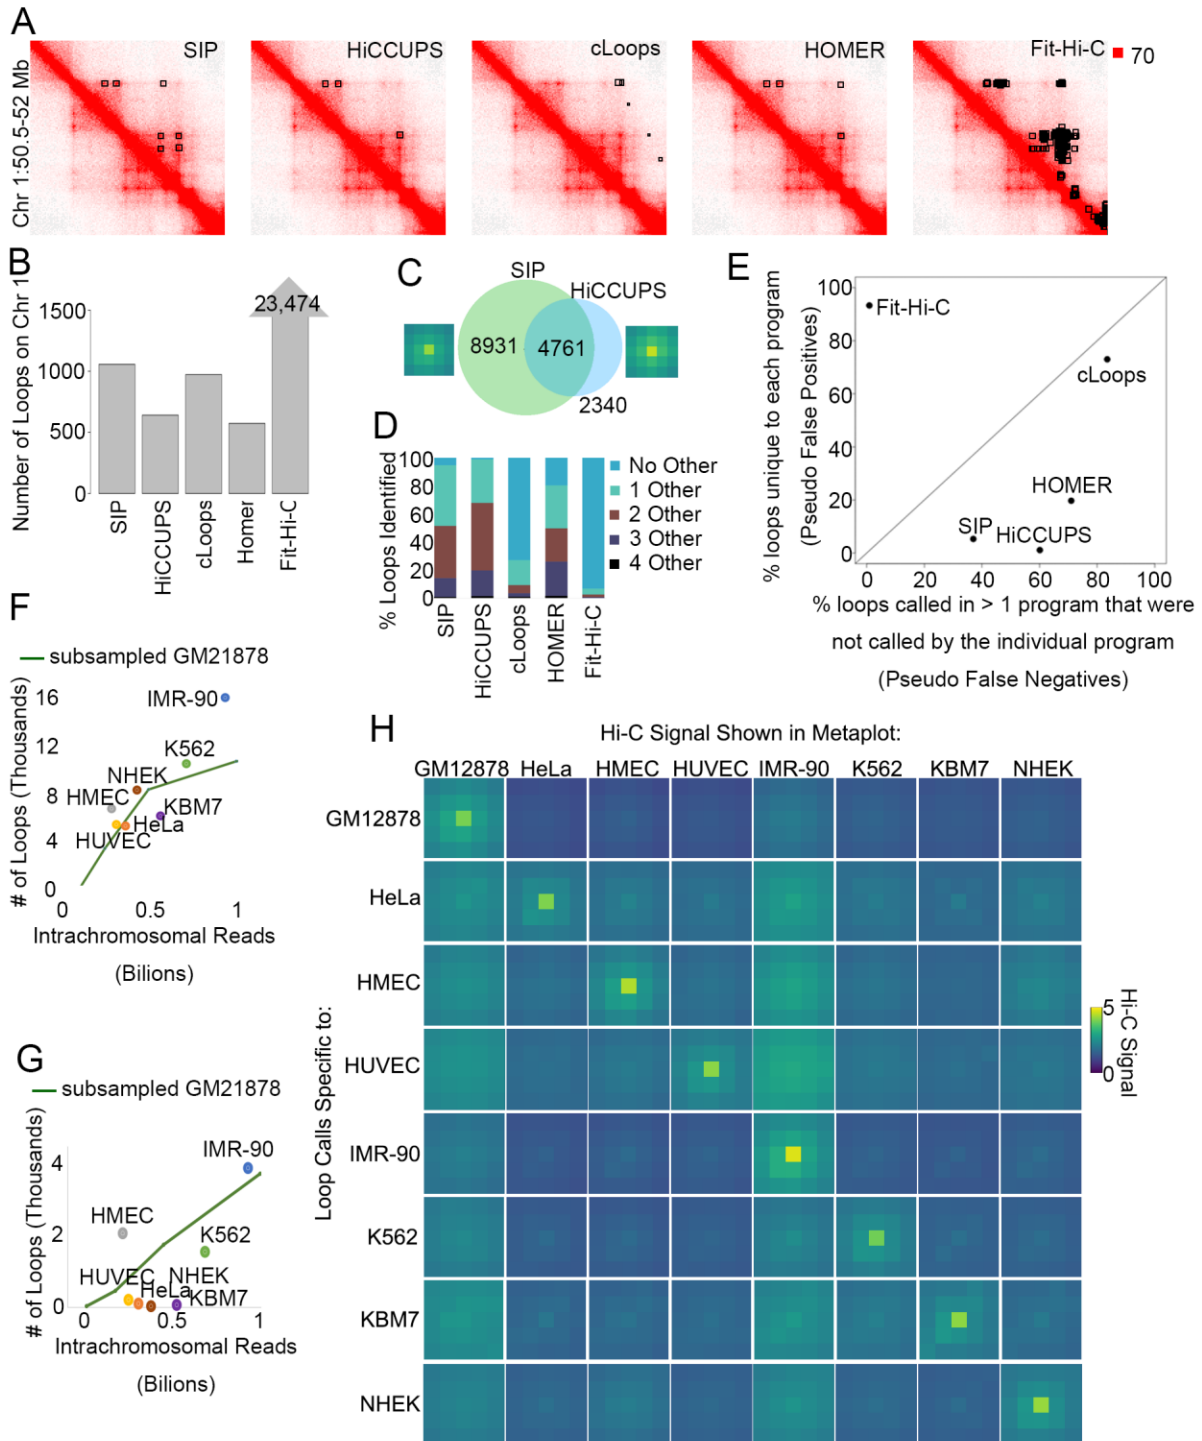 A
SIP
HiCCUPS
cLoops
HOMER
Fit-Hi-C
70
Chr 1:50.5-52 Mb
B
Number of Loops on Chr 1
1500
1000
500
0
23,474
SIP
HiCCUPS
cLoops
Homer
Fit-Hi-C
C
SIP
HiCCUPS
8931
4761
2340
D
% Loops Identified
100
80
60
40
20
0
No Other
1 Other
2 Other
3 Other
4 Other
SIP
HiCCUPS
cLoops
HOMER
Fit-Hi-C
E
% loops unique to each program
(Pseudo False Positives)
100
80
60
40
20
0
Fit-Hi-C
cLoops
HOMER
SIP
HiCCUPS
0 20 40 60 80 100
% loops called in > 1 program that were
not called by the individual program
(Pseudo False Negatives)
F
subsampled GM21878
# of Loops (Thousands)
16
12
8
4
0
IMR-90
K562
NHEK
HMEC
KBM7
HeLa
HUVEC
0 0.5 1
Intrachromosomal Reads
(Bilions)
G
subsampled GM21878
# of Loops (Thousands)
4
2
0
IMR-90
HMEC
K562
HUVEC
NHEK
HeLa
KBM7
0 0.5 1
Intrachromosomal Reads
(Bilions)
H
Hi-C Signal Shown in Metaplot:
GM12878 HeLa HMEC HUVEC IMR-90 K562 KBM7 NHEK
Loop Calls Specific to:
GM12878
HeLa
HMEC
HUVEC
IMR-90
K562
KBM7
NHEK
5
0
Hi-C Signal